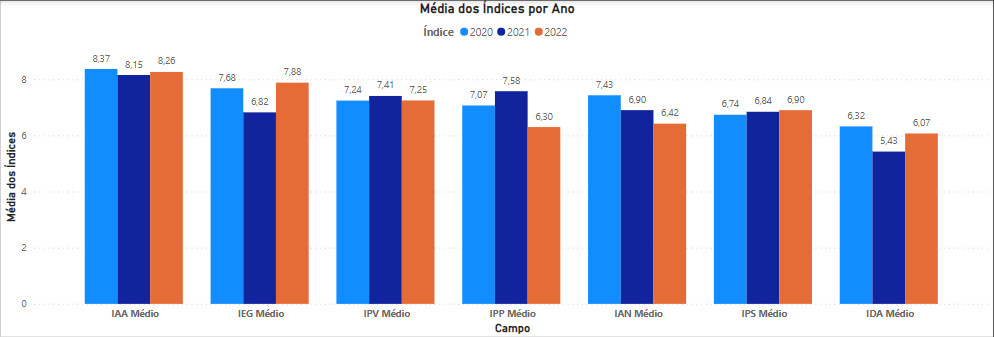 Média dos Índices por Ano
Índice 2020 2021 2022
Média dos Índices
8
6
4
2
0
8,37 8,15 8,26
7,68 6,82 7,88
7,24 7,41 7,25
7,07 7,58 6,30
7,43 6,90 6,42
6,74 6,84 6,90
6,32 5,43 6,07
IAA Médio IEG Médio IPV Médio IPP Médio IAN Médio IPS Médio IDA Médio
Campo